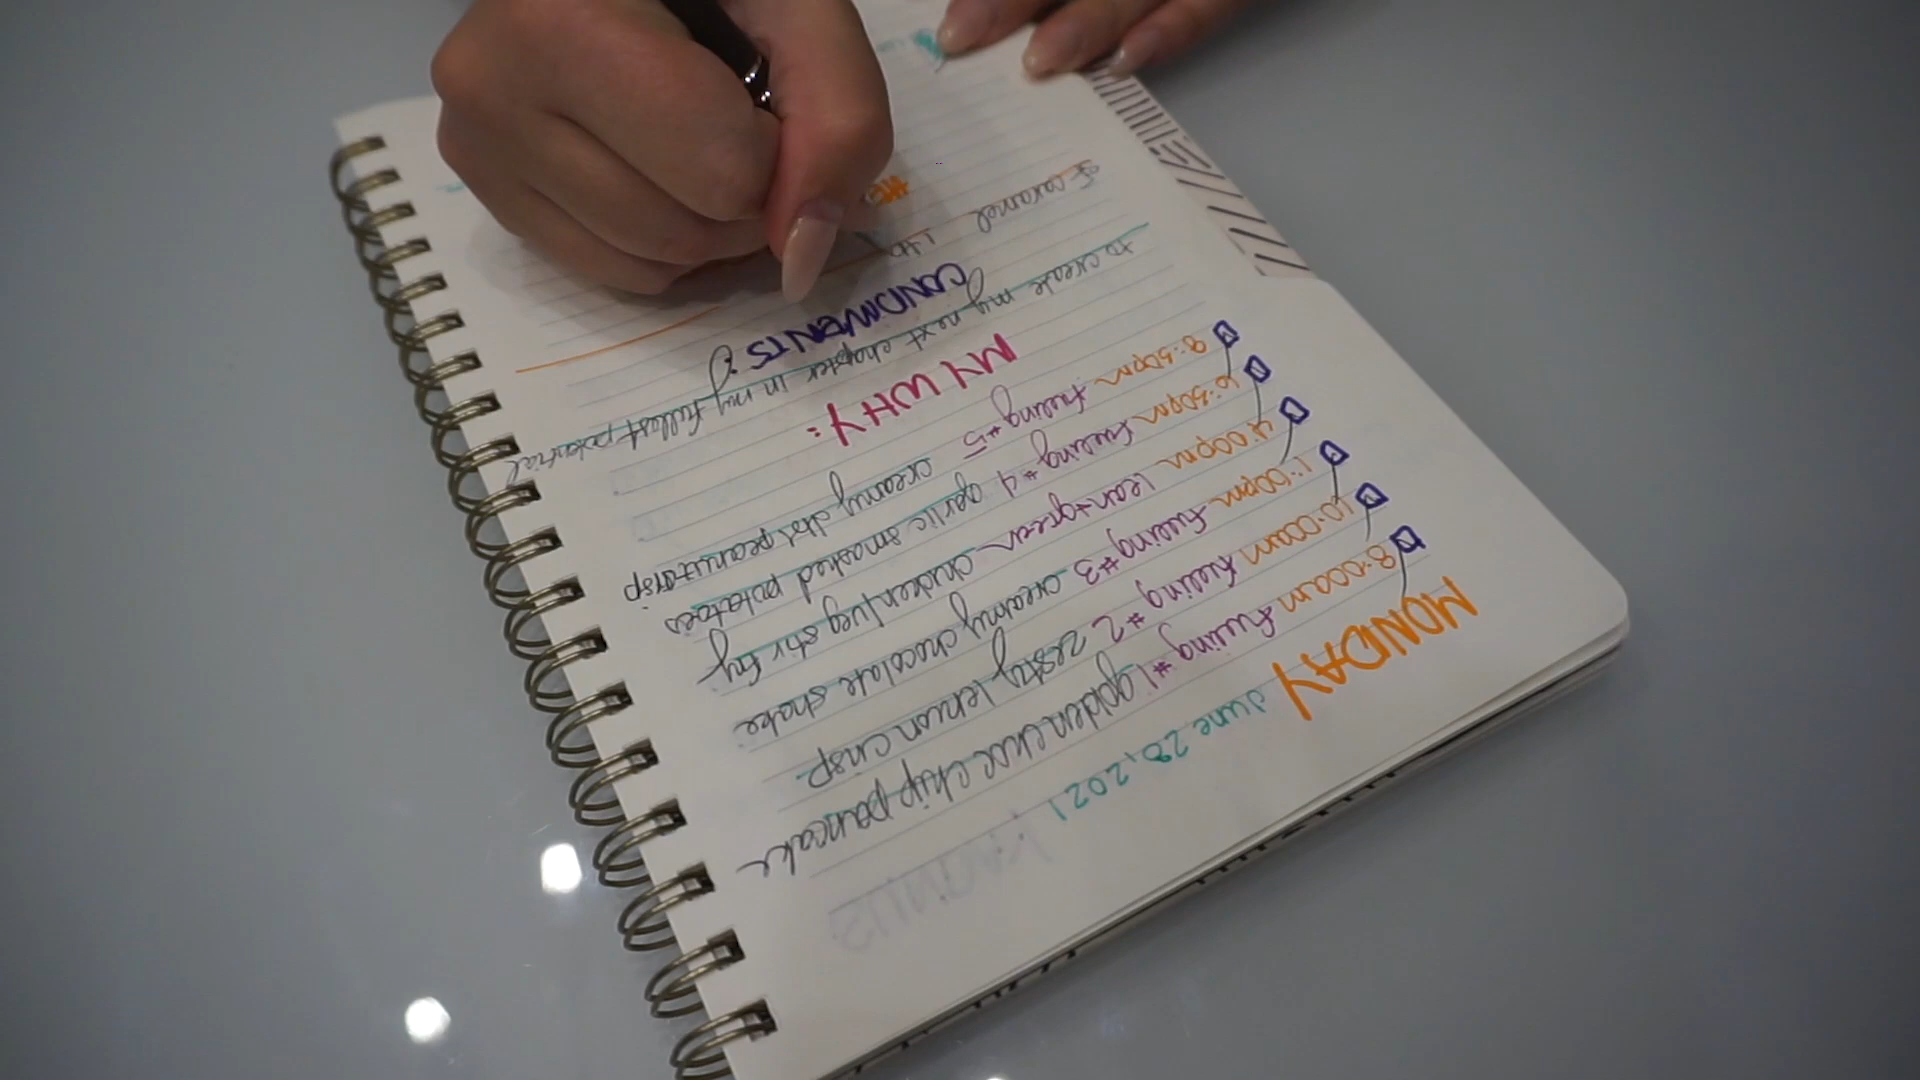 MONDAY June 28, 2021
8:00am fueling #1 golden choc chip pancake
10:00am fueling #2 zesty lemon crisp
1:00pm fueling #3 creamy chocolate shake
4:00pm lean+green chicken/veg stir fry
6:30pm fueling #4 garlic smashed potatoes
8:30pm fueling #5 creamy dbl peanut crisp
MY WHY:
to create my next chapter in my fullest potential
CONDIMENTS:
caramel